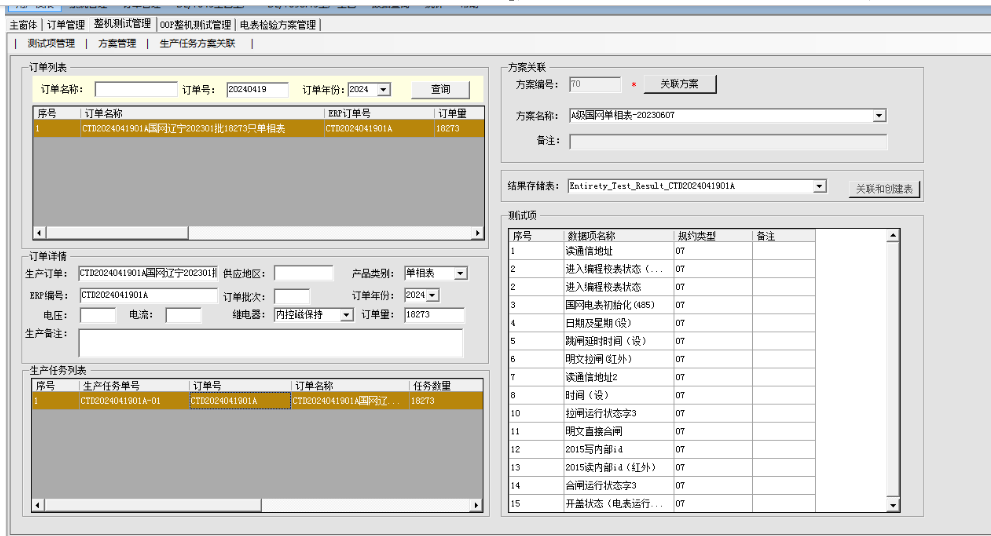 主窗体 | 订单管理 | 整机测试管理 | OOP整机测试管理 | 电表检验方案管理 |
| 测试项管理 | 方案管理 | 生产任务方案关联 |
订单列表
订单名称: 订单号: 20240419 订单年份: 2024 查询
序号 订单名称 ERP订单号 订单量
1 CTD2024041901A国网辽宁202301批18273只单相表 CTD2024041901A 18273
订单详情
生产订单: CTD2024041901A国网辽宁202301批 供应地区: 产品类别: 单相表
ERP编号: CTD2024041901A 订单批次: 订单年份: 2024
电压: 电流: 继电器: 内控磁保持 订单量: 18273
生产备注:
生产任务列表
序号 生产任务单号 订单号 订单名称 任务数量
1 CTD2024041901A-01 CTD2024041901A CTD2024041901A国网辽... 18273
方案关联
方案编号: 70 * 关联方案
方案名称: A级国网单相表-20230607
备注:
结果存储表: Entirety_Test_Result_CTD2024041901A 关联和创建表
测试项
序号 数据项名称 规约类型 备注
1 读通信地址 07
2 进入编程校表状态（... 07
2 进入编程校表状态 07
3 国网电表初始化(485) 07
4 日期及星期(设) 07
5 跳闸延时时间（设） 07
6 明文拉闸(红外) 07
7 读通信地址2 07
8 时间（设） 07
10 拉闸运行状态字3 07
11 明文直接合闸 07
12 2015写内部id 07
13 2015读内部id（红外） 07
14 合闸运行状态字3 07
15 开盖状态（电表运行... 07